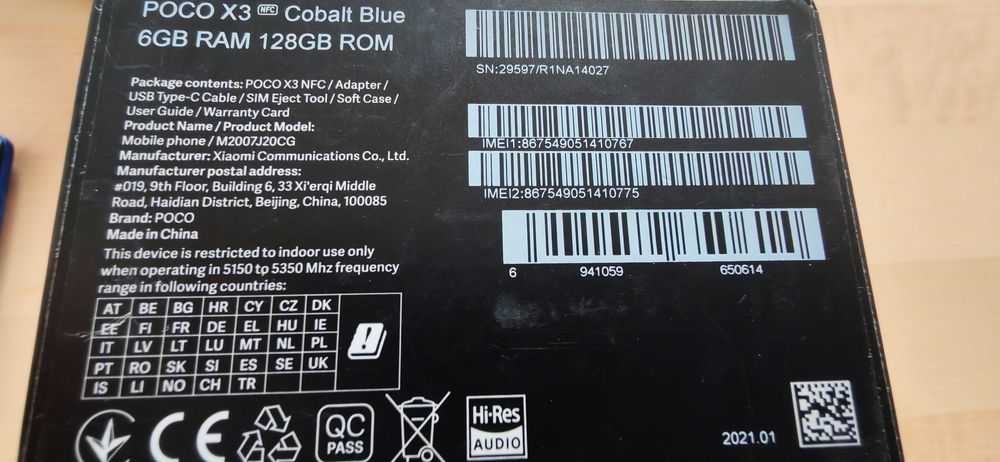 POCO X3 NFC Cobalt Blue
6GB RAM 128GB ROM
Package contents: POCO X3 NFC / Adapter /
USB Type-C Cable / SIM Eject Tool / Soft Case /
User Guide / Warranty Card
Product Name / Product Model:
Mobile phone / M2007J20CG
Manufacturer: Xiaomi Communications Co., Ltd.
Manufacturer postal address:
#019, 9th Floor, Building 6, 33 Xi'erqi Middle
Road, Haidian District, Beijing, China, 100085
Brand: POCO
Made in China
This device is restricted to indoor use only
when operating in 5150 to 5350 Mhz frequency
range in following countries:
AT BE BG HR CY CZ DK
EE FI FR DE EL HU IE
IT LV LT LU MT NL PL
PT RO SK SI ES SE UK
IS LI NO CH TR
SN:29597/R1NA14027
IMEI1:867549051410767
IMEI2:867549051410775
6 941059 650614
CE
QC
PASS
Hi-Res
AUDIO
2021.01